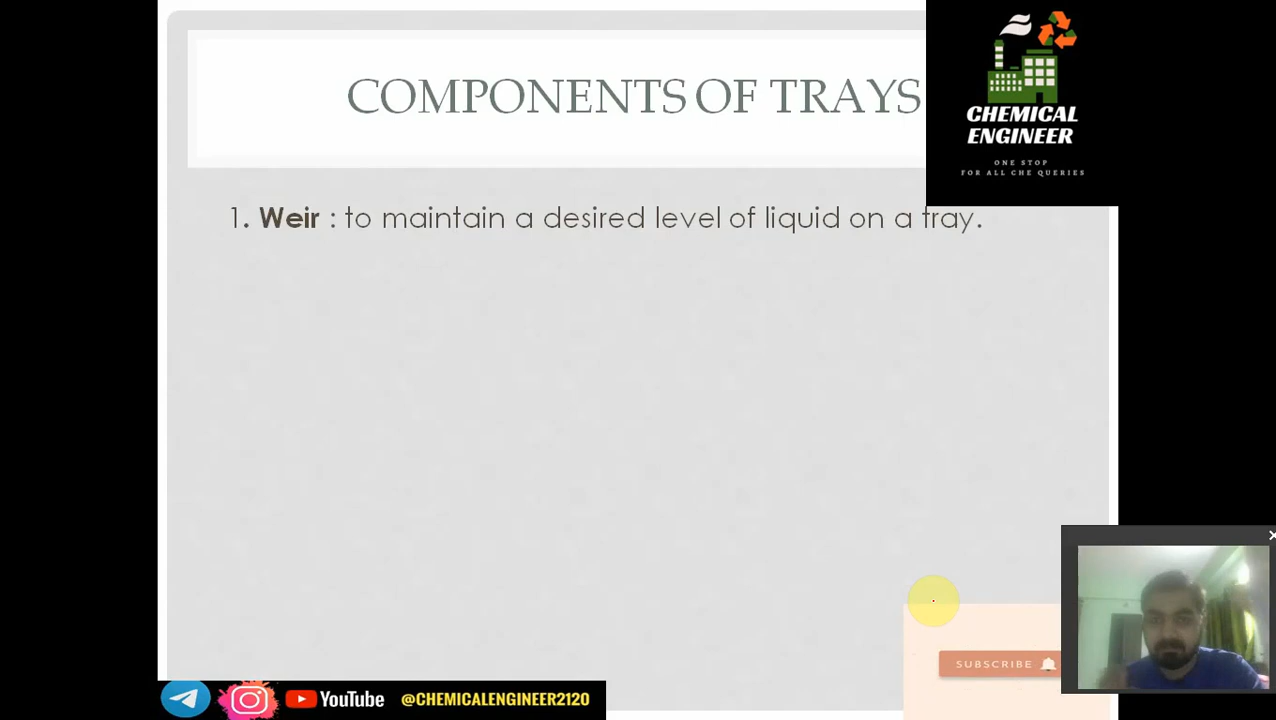 COMPONENTS OF TRAYS
CHEMICAL
ENGINEER
ONE STOP
FOR ALL CHE QUERIES
1. Weir : to maintain a desired level of liquid on a tray.
SUBSCRIBE
YouTube @CHEMICALENGINEER2120